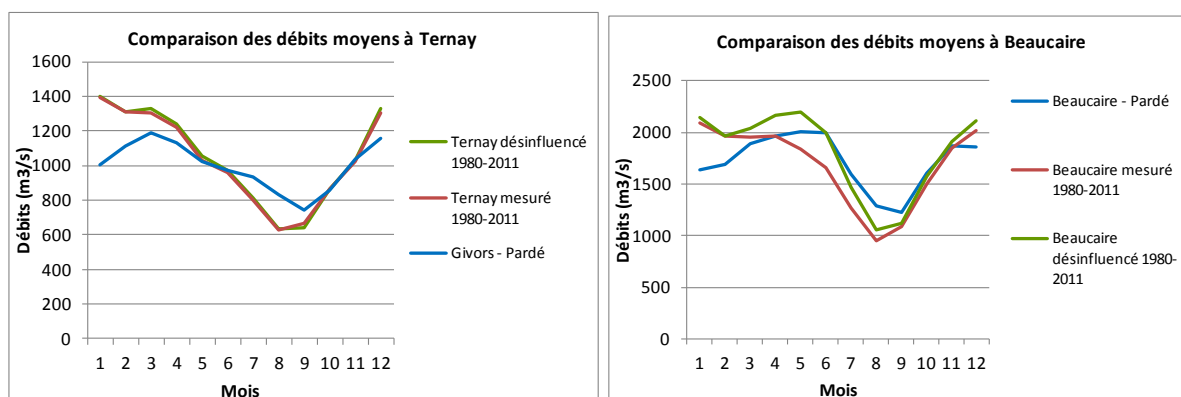 Comparaison des débits moyens à Ternay
1600
1400
1200
1000
800
600
400
200
0
Débits (m3/s)
1 2 3 4 5 6 7 8 9 10 11 12
Mois
Ternay désinfluencé
1980-2011
Ternay mesuré
1980-2011
Givors - Pardé
Comparaison des débits moyens à Beaucaire
2500
2000
1500
1000
500
0
Débits (m3/s)
1 2 3 4 5 6 7 8 9 10 11 12
Mois
Beaucaire - Pardé
Beaucaire mesuré
1980-2011
Beaucaire
désinfluencé 1980-
2011